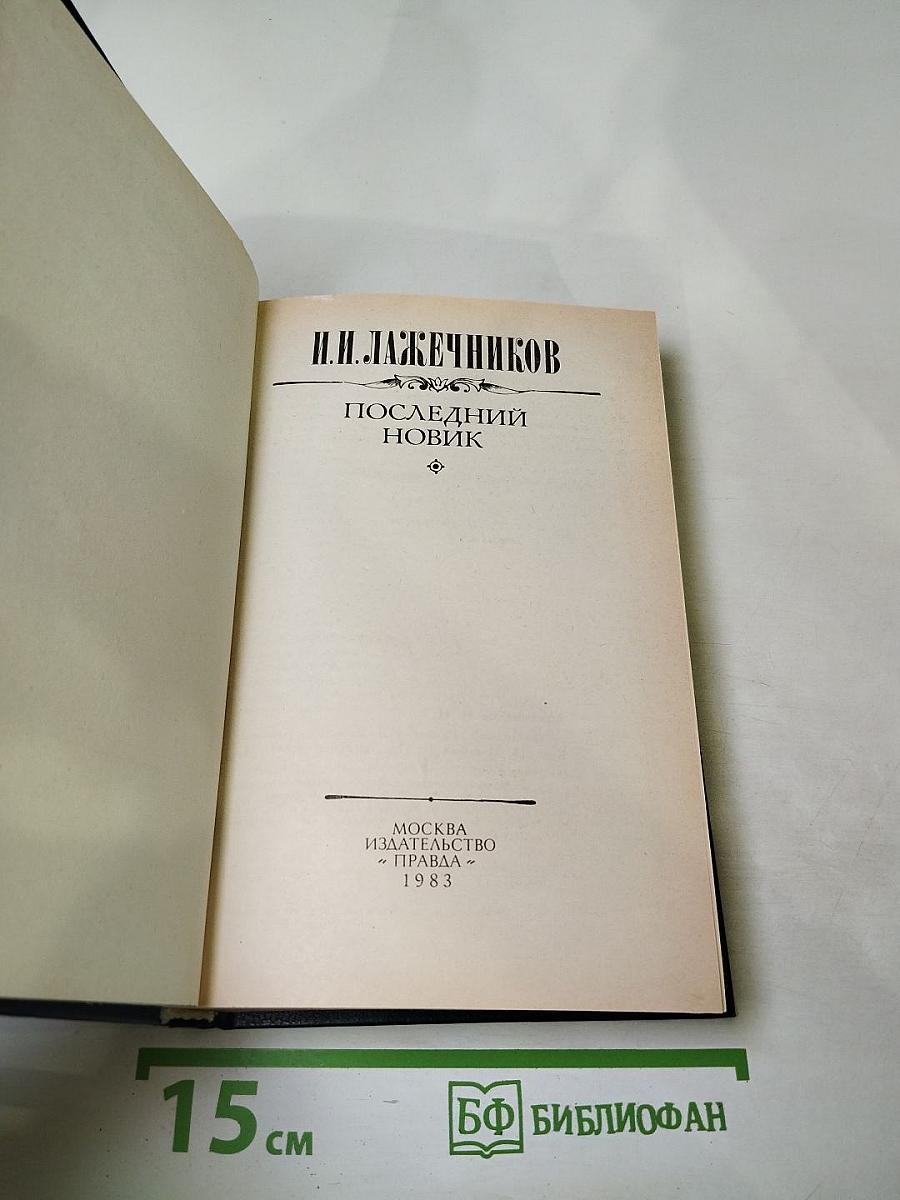 И.И.ЛАЖЕЧНИКОВ
ПОСЛЕДНИЙ
НОВИК
МОСКВА
ИЗДАТЕЛЬСТВО
« ПРАВДА »
1983
15 см
БФ БИБЛИОФАН